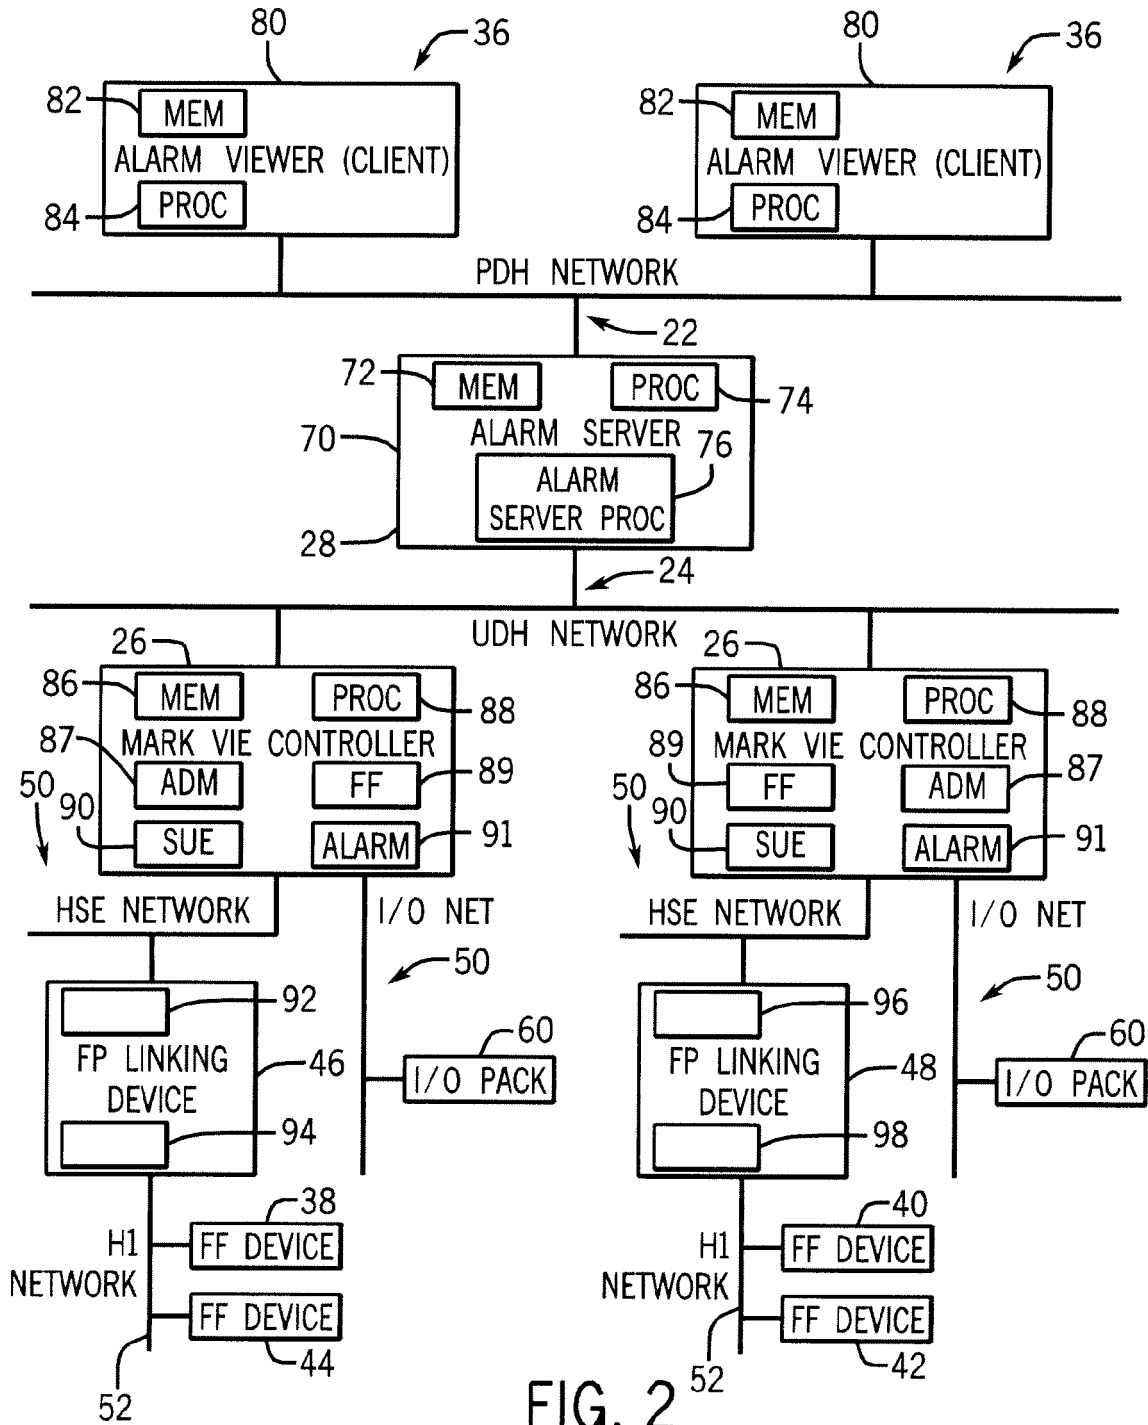 80
36
80
36
82
MEM
82
MEM
ALARM VIEWER (CLIENT)
ALARM VIEWER (CLIENT)
84
PROC
84
PROC
PDH NETWORK
22
72
MEM
PROC
74
70
ALARM SERVER
76
ALARM
SERVER PROC
28
24
UDH NETWORK
26
26
86
MEM
PROC
88
86
MEM
PROC
88
MARK VIE CONTROLLER
MARK VIE CONTROLLER
87
ADM
FF
89
89
FF
ADM
87
50
50
90
SUE
ALARM
91
90
SUE
ALARM
91
HSE NETWORK
I/O NET
HSE NETWORK
I/O NET
50
50
92
96
60
60
FP LINKING
DEVICE
46
I/O PACK
FP LINKING
DEVICE
48
I/O PACK
94
98
38
40
H1
NETWORK
FF DEVICE
H1
NETWORK
FF DEVICE
FF DEVICE
FF DEVICE
52
44
52
42
FIG. 2